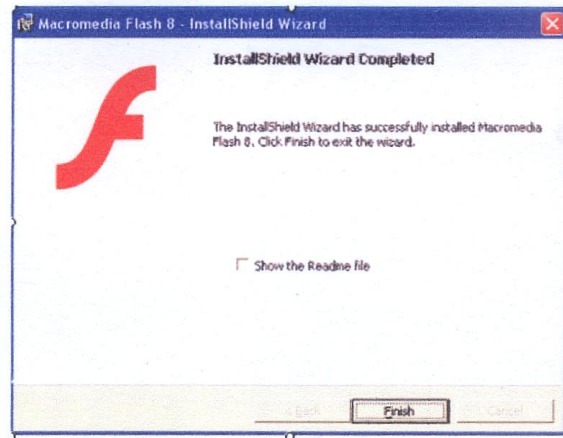 Macromedia Flash 8 - InstallShield Wizard
InstallShield Wizard Completed
The InstallShield Wizard has successfully installed Macromedia
Flash 8. Click Finish to exit the wizard.
Show the Readme file
< Back
Finish
Cancel